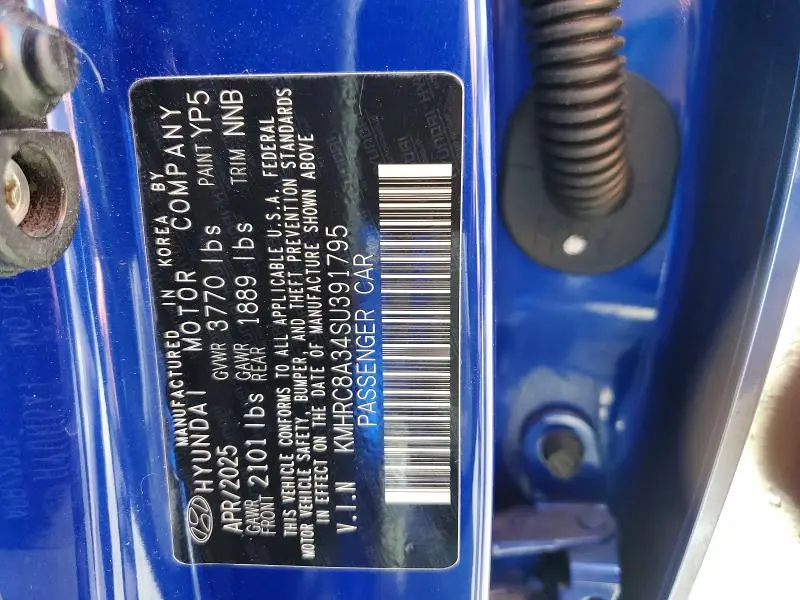 MANUFACTURED IN KOREA BY
HYUNDAI MOTOR COMPANY
APR/2025 GVWR 3770 lbs PAINT YP5
GAWR FRONT 2101 lbs GAWR REAR 1889 lbs TRIM NNB
THIS VEHICLE CONFORMS TO ALL APPLICABLE U.S.A. FEDERAL
MOTOR VEHICLE SAFETY, BUMPER, AND THEFT PREVENTION STANDARDS
IN EFFECT ON THE DATE OF MANUFACTURE SHOWN ABOVE
V.I.N KMHRC8A34SU391795
PASSENGER CAR